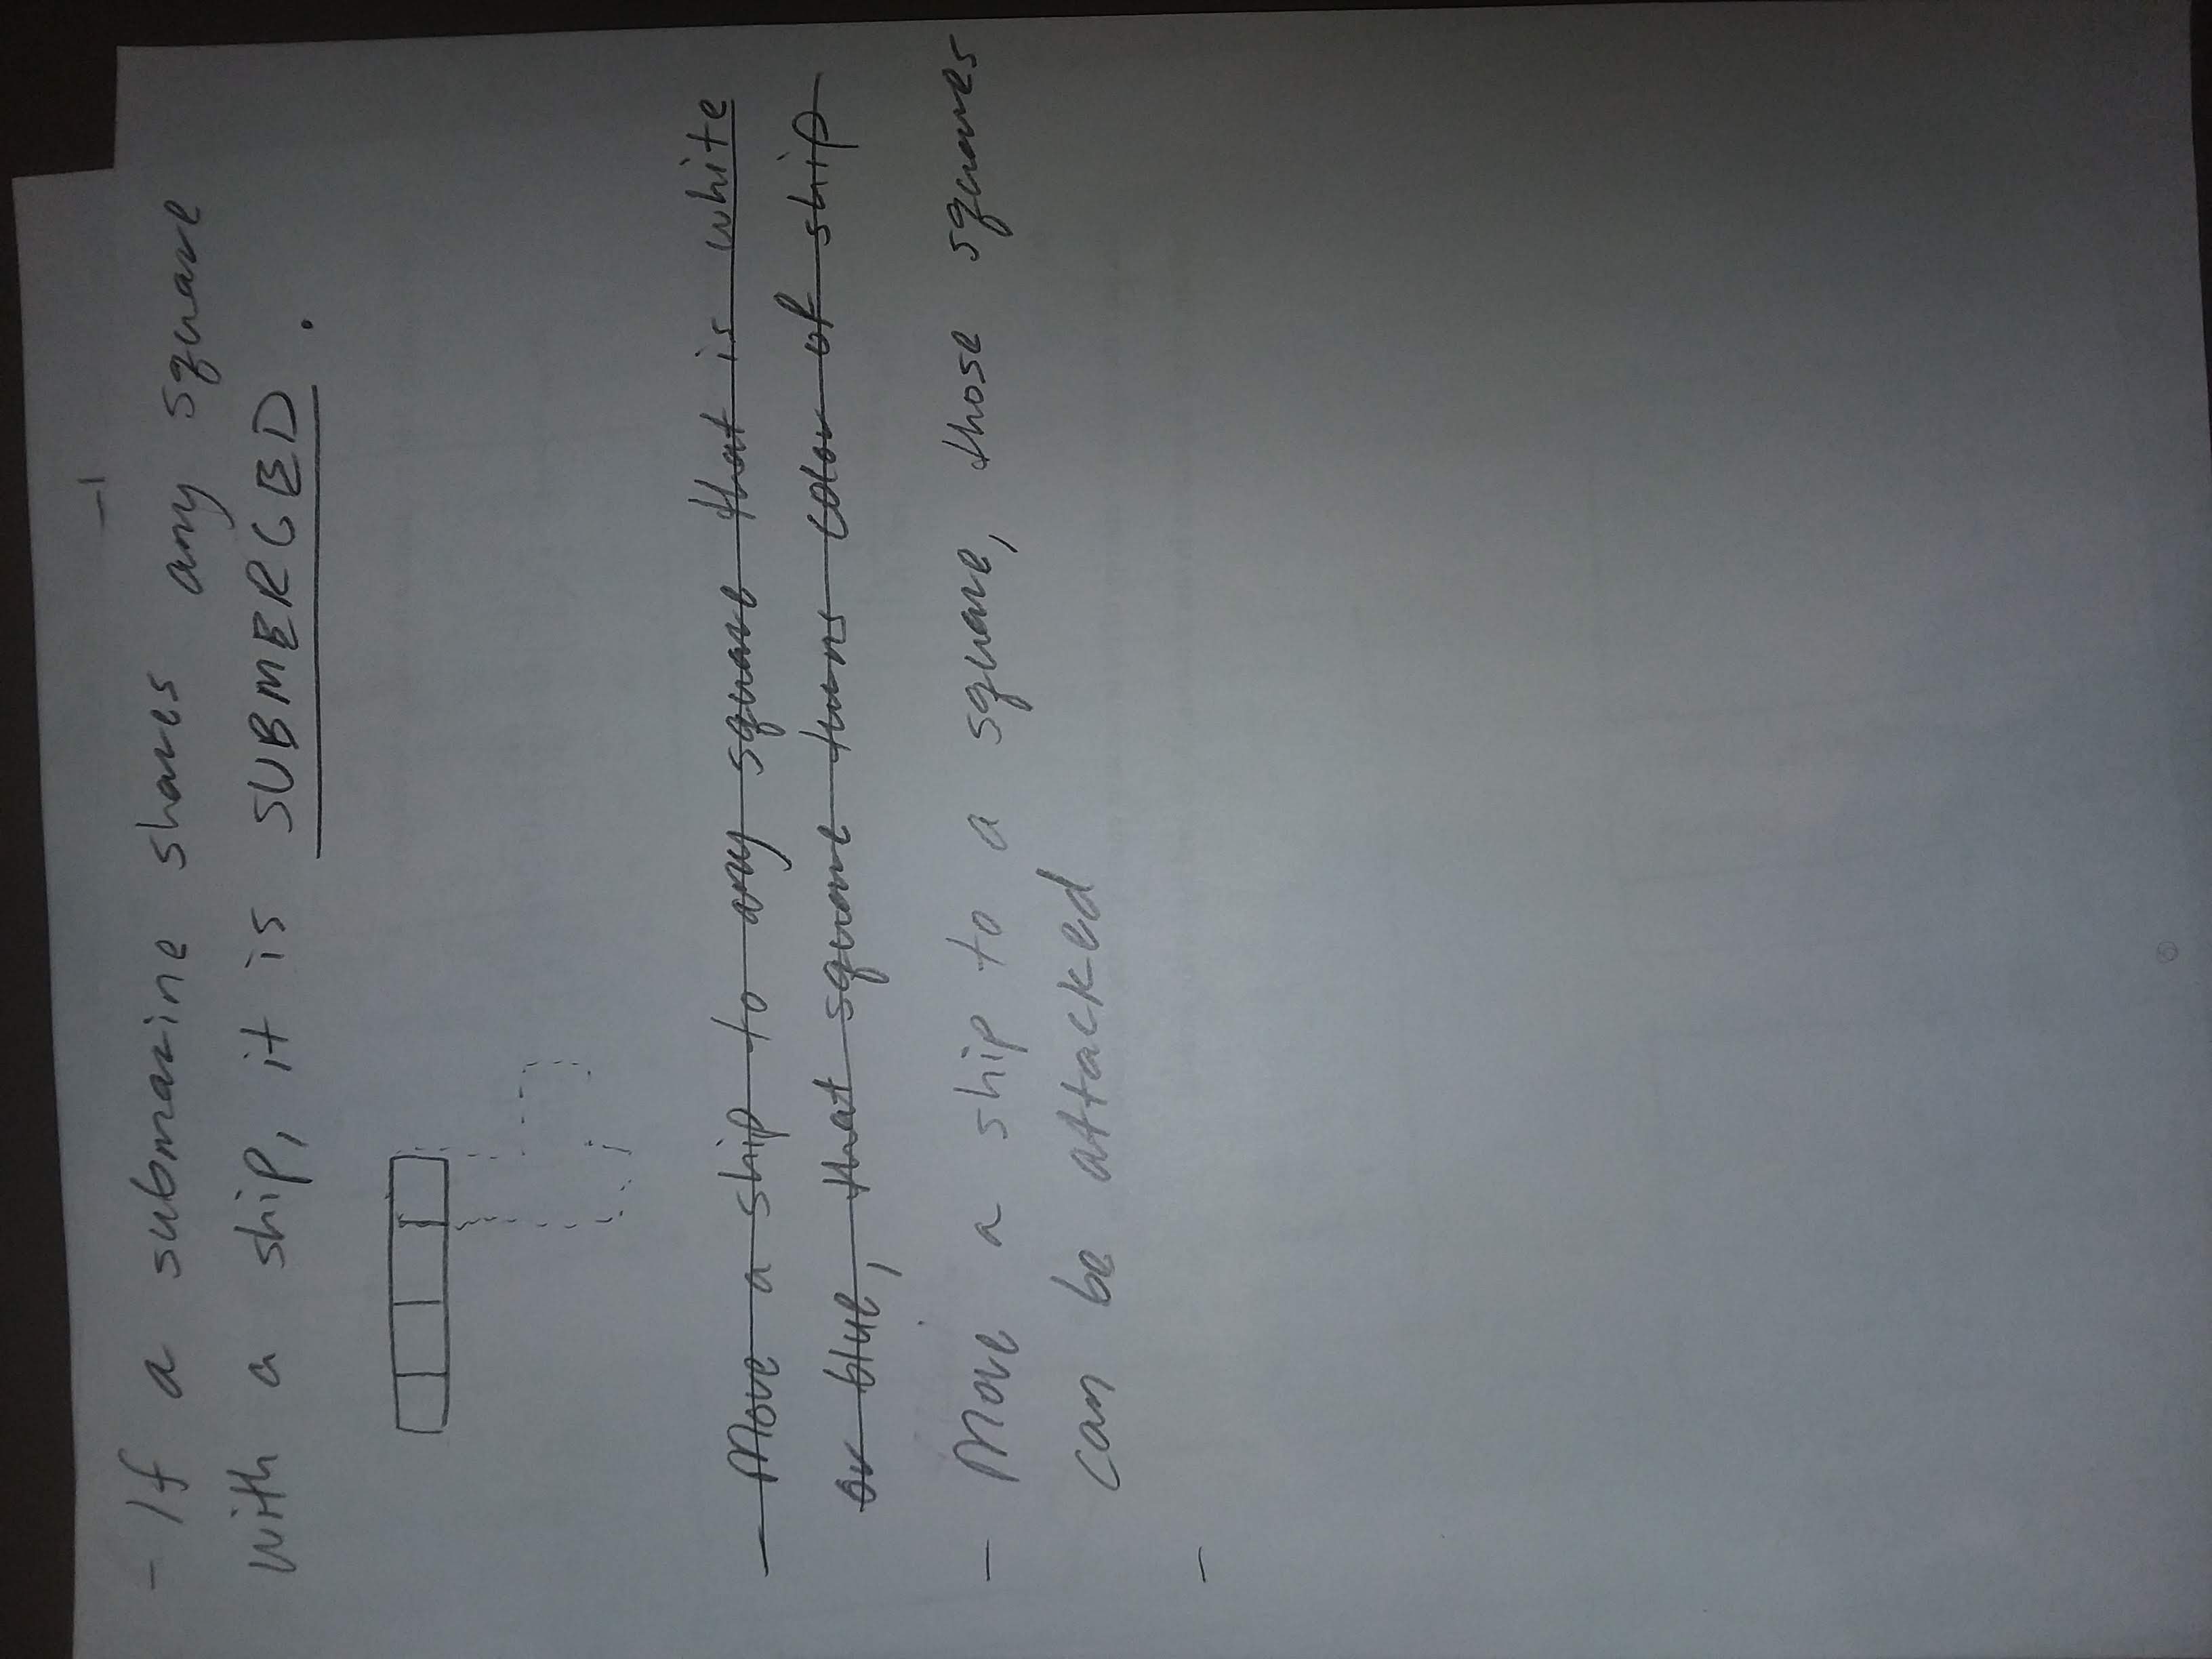 -1
- If a submarine shares any square
with a ship, it is SUBMERGED.
- Move a ship to any square that is white
or blue, that square turns color of ship
- Move a ship to a square, those squares
can be attacked
-